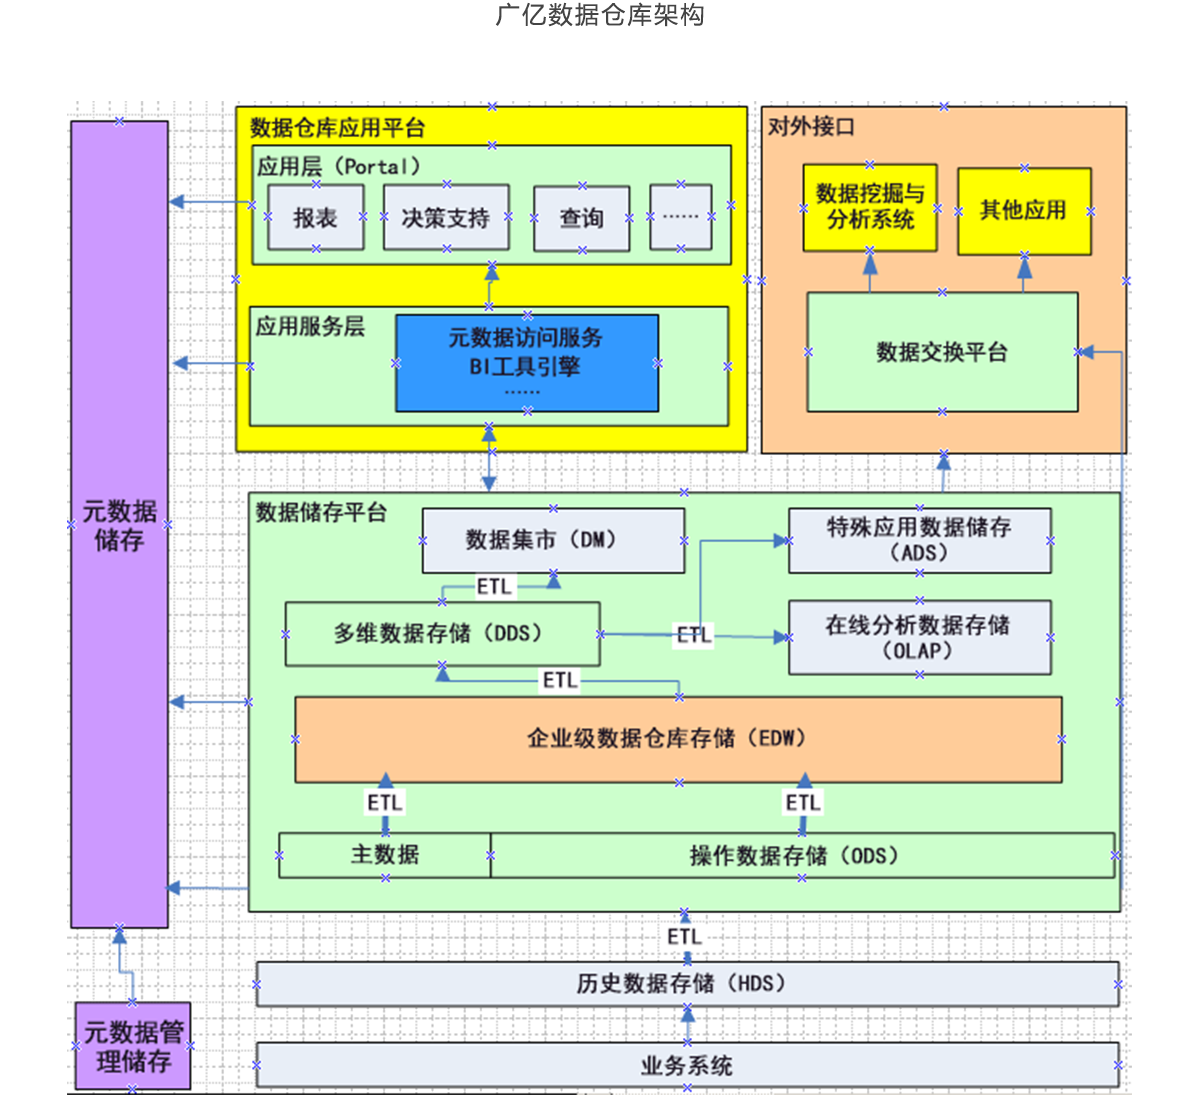 广亿数据仓库架构
数据仓库应用平台
应用层（Portal）
报表
决策支持
查询
……
应用服务层
元数据访问服务
BI工具引擎
……
对外接口
数据挖掘与
分析系统
其他应用
数据交换平台
元数据
储存
数据储存平台
数据集市（DM）
特殊应用数据储存
（ADS）
ETL
多维数据存储（DDS）
ETL
在线分析数据存储
（OLAP）
ETL
企业级数据仓库存储（EDW）
ETL
ETL
主数据
操作数据存储（ODS）
ETL
历史数据存储（HDS）
元数据管
理储存
业务系统